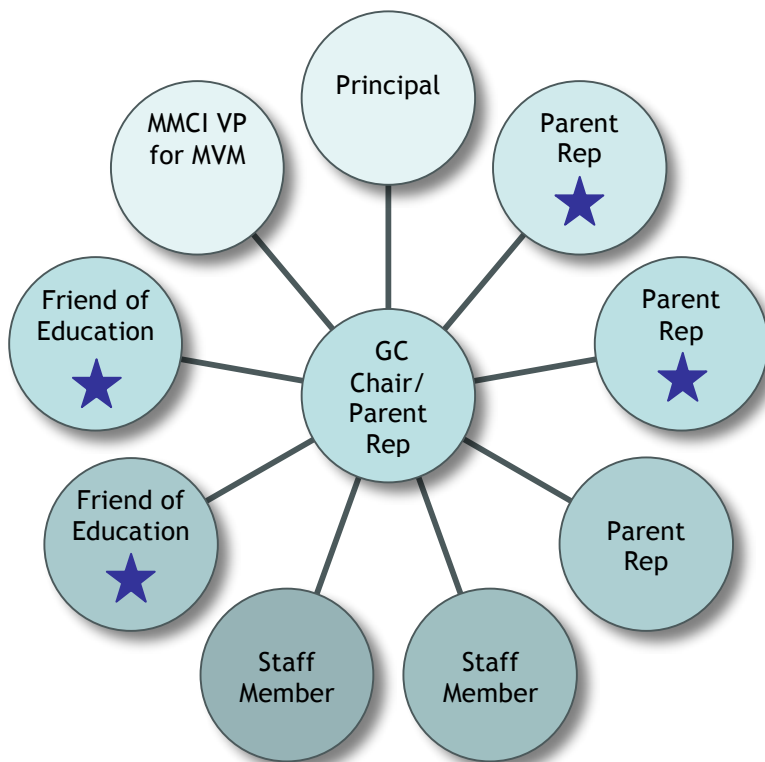 Principal
MMCI VP
for MVM
Parent
Rep
Friend of
Education
Parent
Rep
GC
Chair/
Parent
Rep
Friend of
Education
Parent
Rep
Staff
Member
Staff
Member